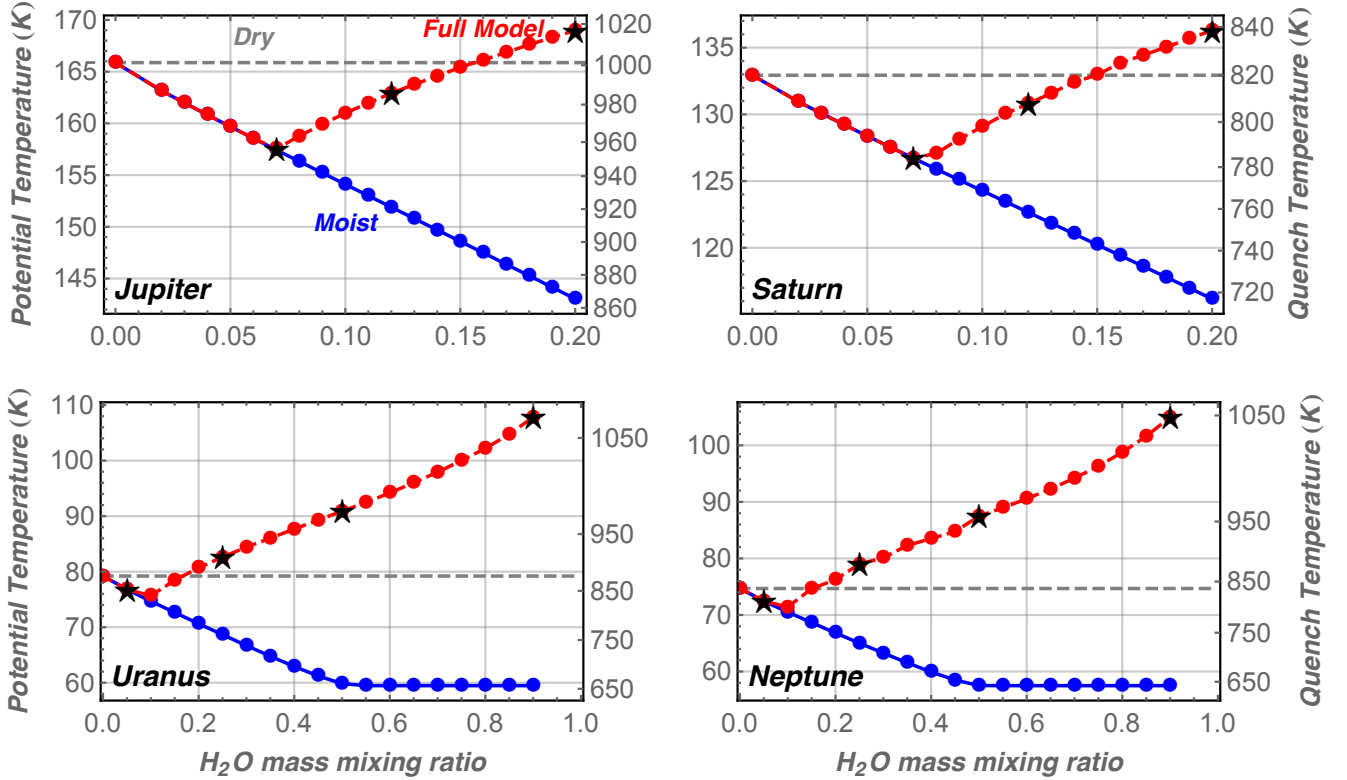 Potential Temperature (K)
170
165
160
155
150
145
Dry
Full Model
Moist
Jupiter
1020
1000
980
960
940
920
900
880
860
0.00 0.05 0.10 0.15 0.20
135
130
125
120
Saturn
840
820
800
780
760
740
720
Quench Temperature (K)
0.00 0.05 0.10 0.15 0.20
Potential Temperature (K)
110
100
90
80
70
60
Uranus
1050
950
850
750
650
0.0 0.2 0.4 0.6 0.8 1.0
H₂O mass mixing ratio
100
90
80
70
60
Neptune
1050
950
850
750
650
Quench Temperature (K)
0.0 0.2 0.4 0.6 0.8 1.0
H₂O mass mixing ratio